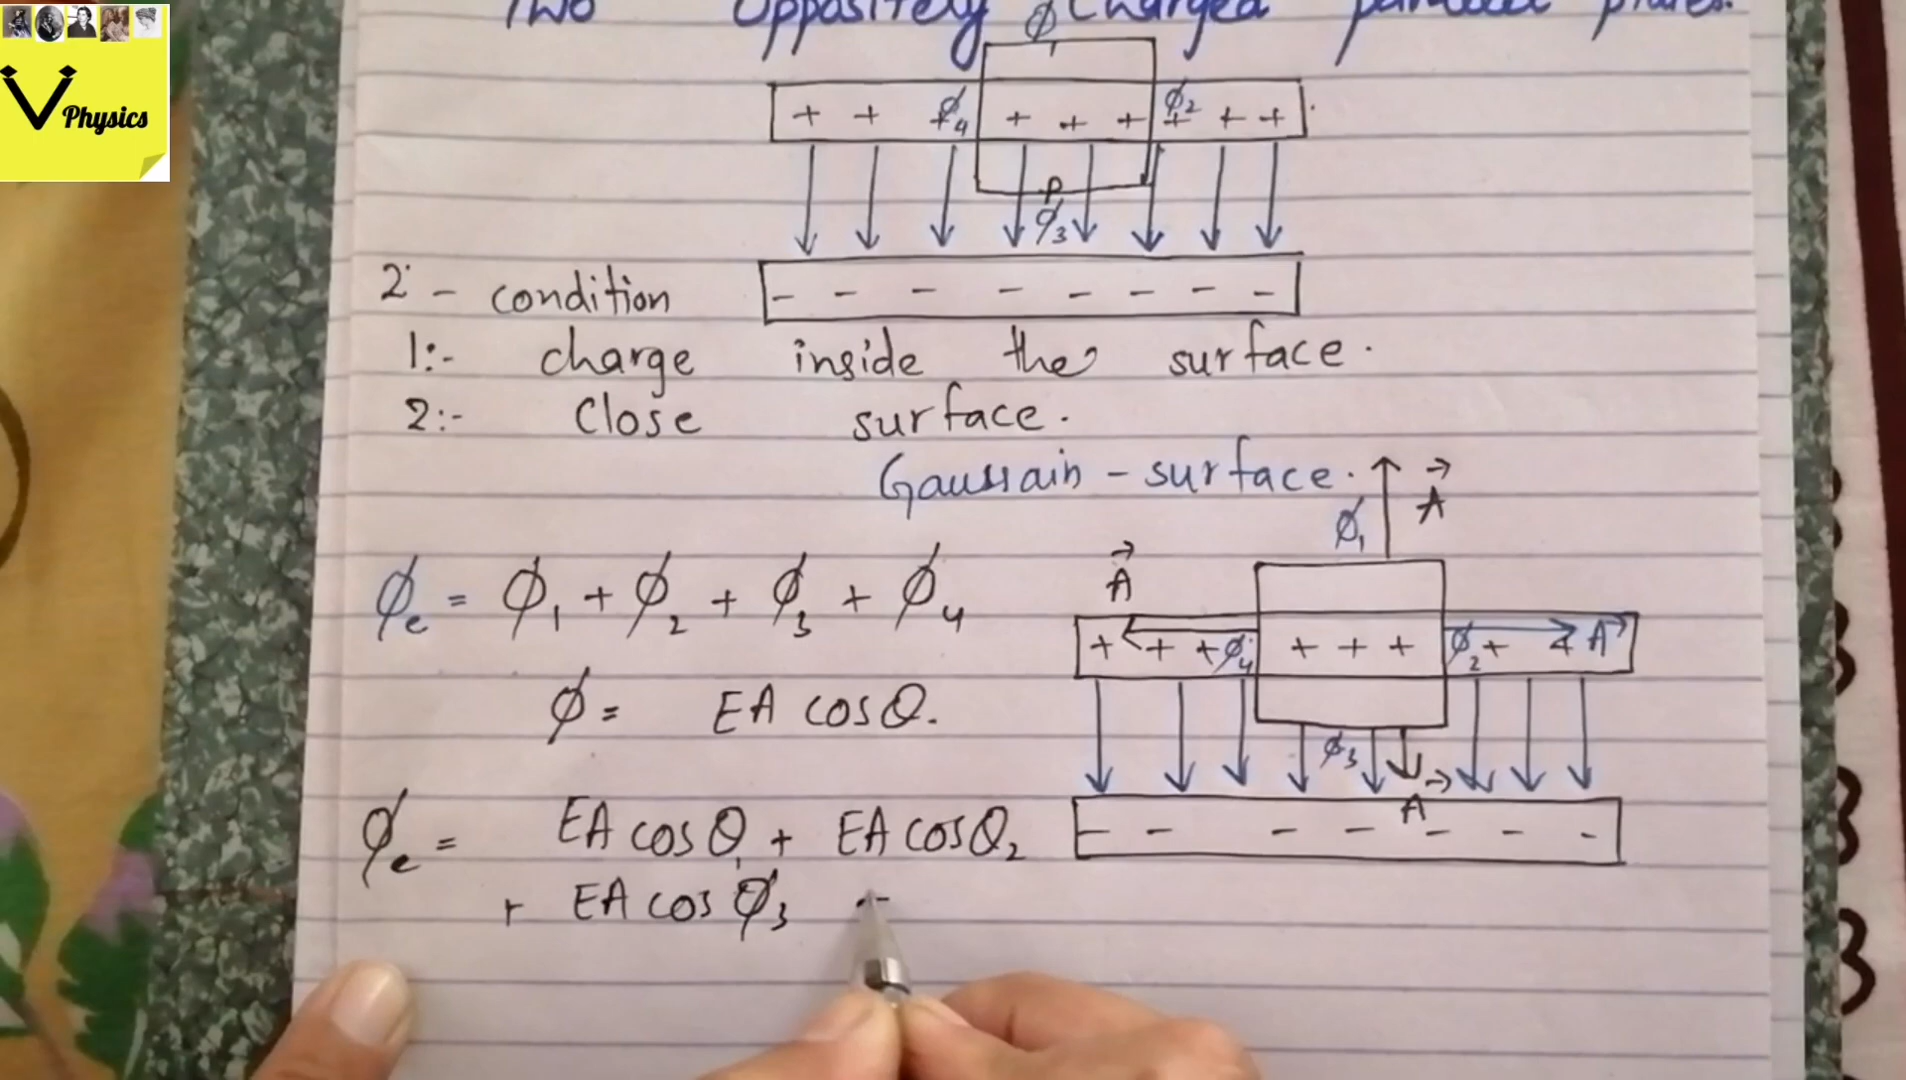 Physics
Two Oppositely Charged parallel plates.
ϕ
+ + + ϕ4 + + + ϕ2 + + +
P
ϕ3
2 - condition
- - - - - - - -
1:- charge inside the surface.
2:- Close surface.
Gaussain - surface.
A⃗
ϕ1
A⃗
ϕe = ϕ1 + ϕ2 + ϕ3 + ϕ4
+ + + ϕ4 + + + ϕ2 + + A⃗
ϕ = EA cosθ.
ϕ3
A⃗
ϕe = EA cosθ1 + EA cosθ2
- - - - - - -
+ EA cos ϕ3